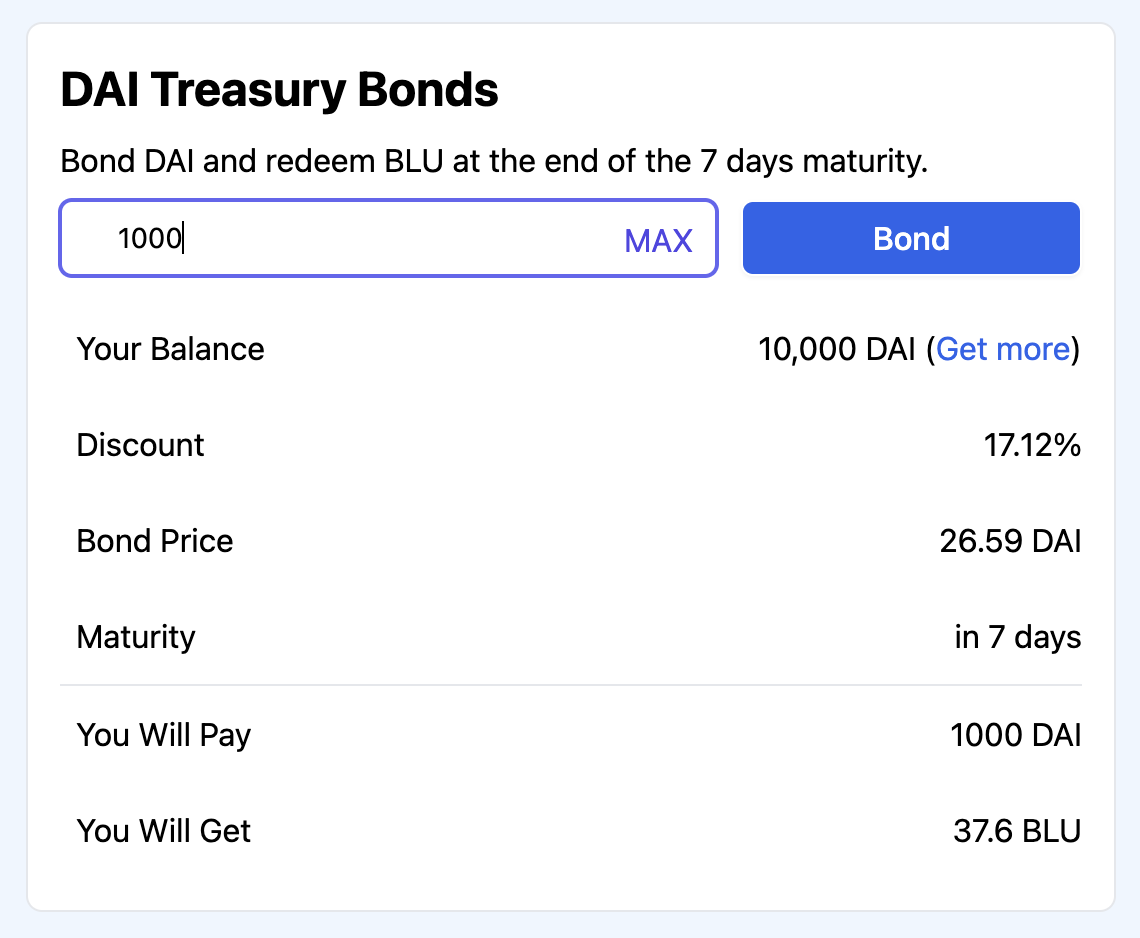 DAI Treasury Bonds
Bond DAI and redeem BLU at the end of the 7 days maturity.
1000 MAX Bond
Your Balance 10,000 DAI (Get more)
Discount 17.12%
Bond Price 26.59 DAI
Maturity in 7 days
You Will Pay 1000 DAI
You Will Get 37.6 BLU